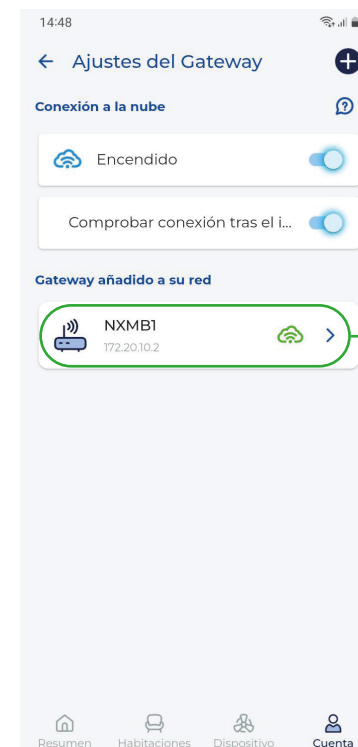 14:48
Ajustes del Gateway
Conexión a la nube
Encendido
Comprobar conexión tras el i...
Gateway añadido a su red
NXMB1
172.20.10.2
Resumen Habitaciones Dispositivo Cuenta